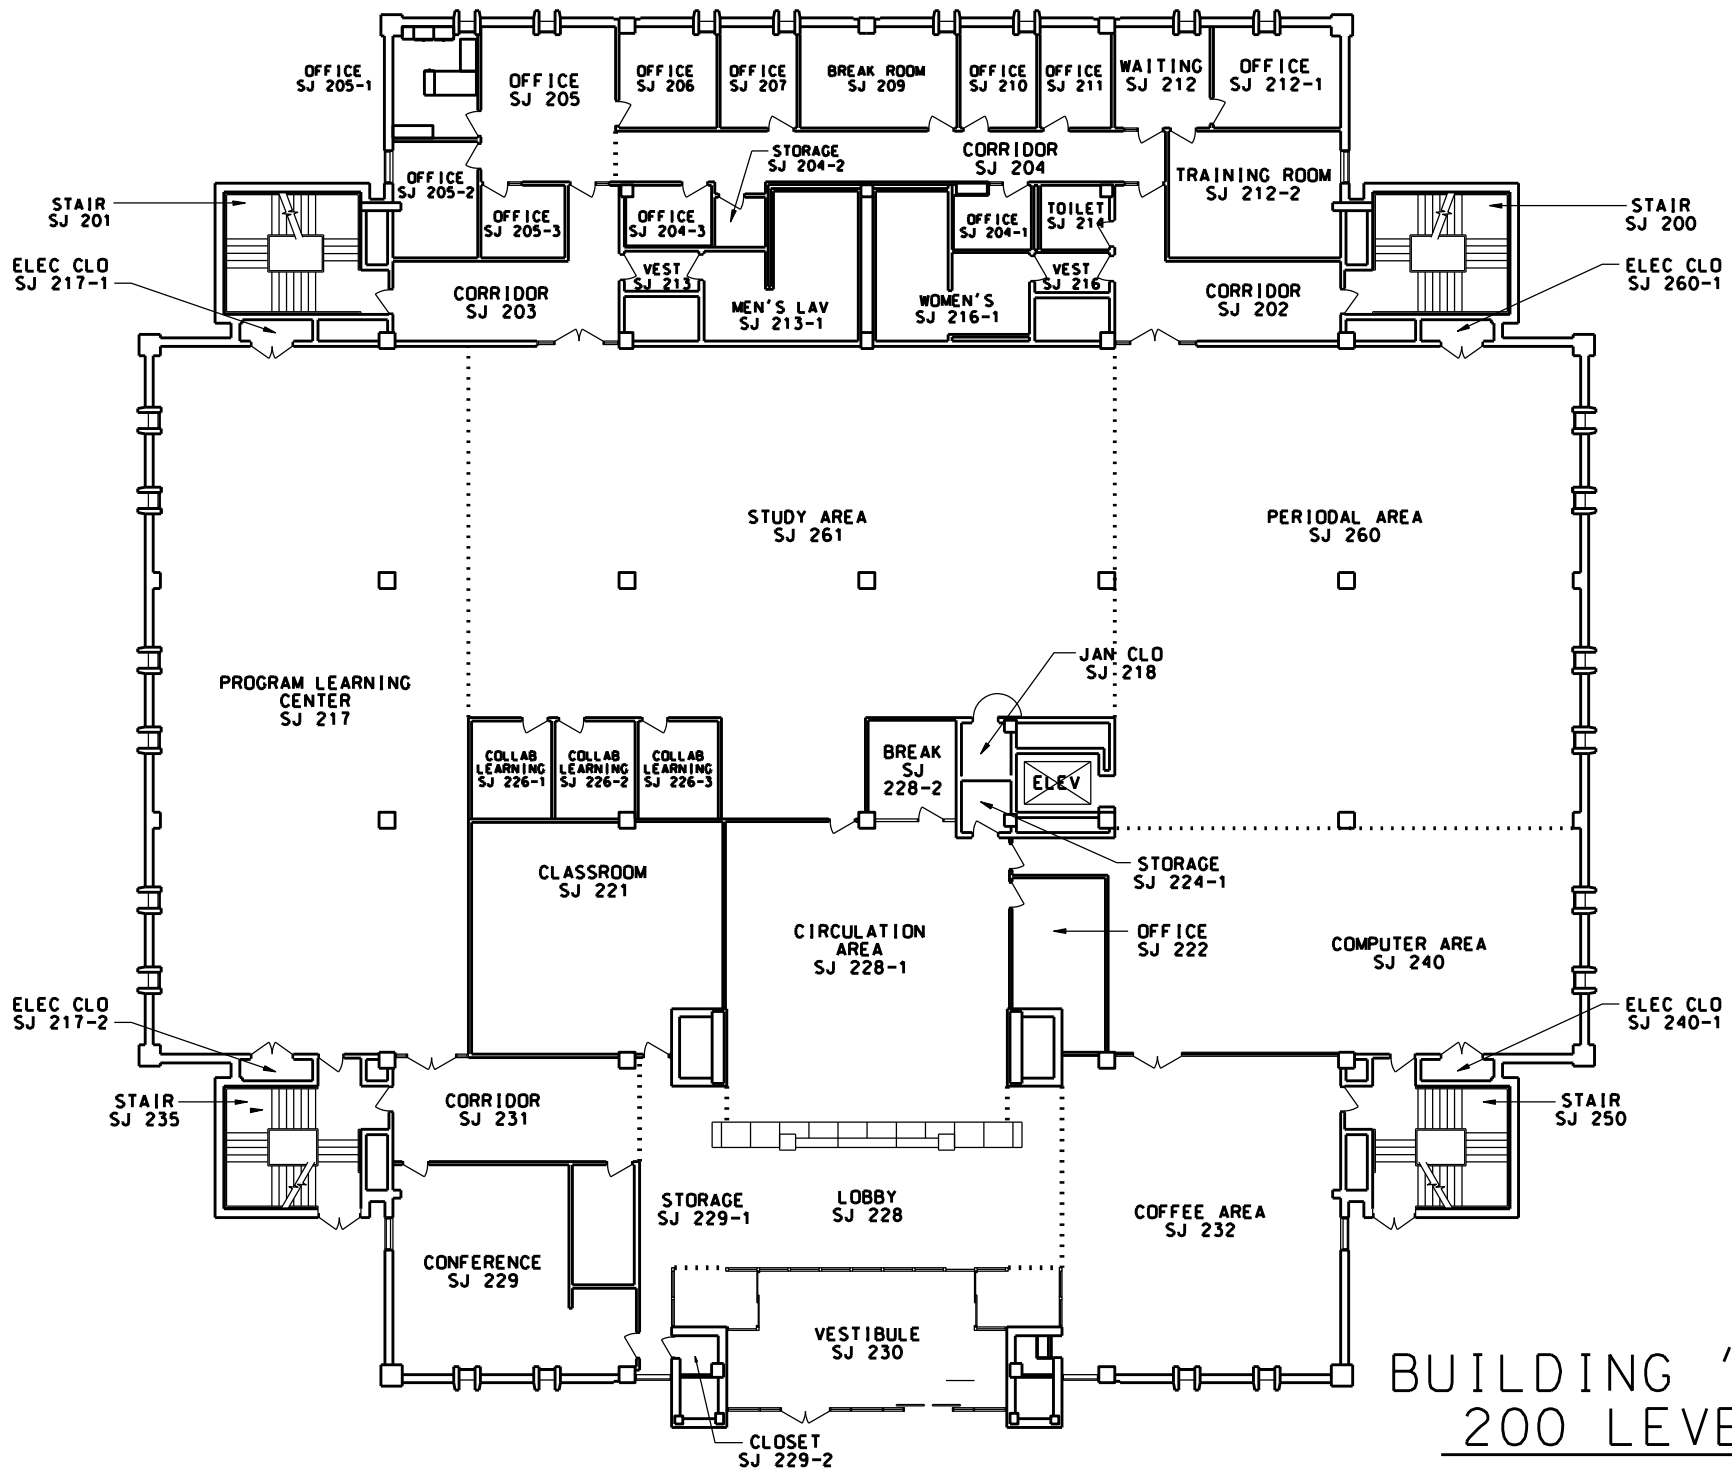 OFFICE
SJ 205-1
OFFICE
SJ 205
OFFICE
SJ 206
OFFICE
SJ 207
BREAK ROOM
SJ 209
OFFICE
SJ 210
OFFICE
SJ 211
WAITING
SJ 212
OFFICE
SJ 212-1
STORAGE
SJ 204-2
CORRIDOR
SJ 204
OFFICE
SJ 205-2
TRAINING ROOM
SJ 212-2
STAIR
SJ 201
OFFICE
SJ 205-3
OFFICE
SJ 204-3
OFFICE
SJ 204-1
TOILET
SJ 214
STAIR
SJ 200
ELEC CLO
SJ 217-1
VEST
SJ 213
VEST
SJ 216
ELEC CLO
SJ 260-1
CORRIDOR
SJ 203
MEN'S LAV
SJ 213-1
WOMEN'S
SJ 216-1
CORRIDOR
SJ 202
STUDY AREA
SJ 261
PERIODAL AREA
SJ 260
JAN CLO
SJ 218
PROGRAM LEARNING
CENTER
SJ 217
COLLAB
LEARNING
SJ 226-1
COLLAB
LEARNING
SJ 226-2
COLLAB
LEARNING
SJ 226-3
BREAK
SJ
228-2
ELEV
CLASSROOM
SJ 221
STORAGE
SJ 224-1
CIRCULATION
AREA
SJ 228-1
OFFICE
SJ 222
COMPUTER AREA
SJ 240
ELEC CLO
SJ 217-2
ELEC CLO
SJ 240-1
STAIR
SJ 235
CORRIDOR
SJ 231
STAIR
SJ 250
STORAGE
SJ 229-1
LOBBY
SJ 228
COFFEE AREA
SJ 232
CONFERENCE
SJ 229
VESTIBULE
SJ 230
BUILDING '
200 LEVE
CLOSET
SJ 229-2